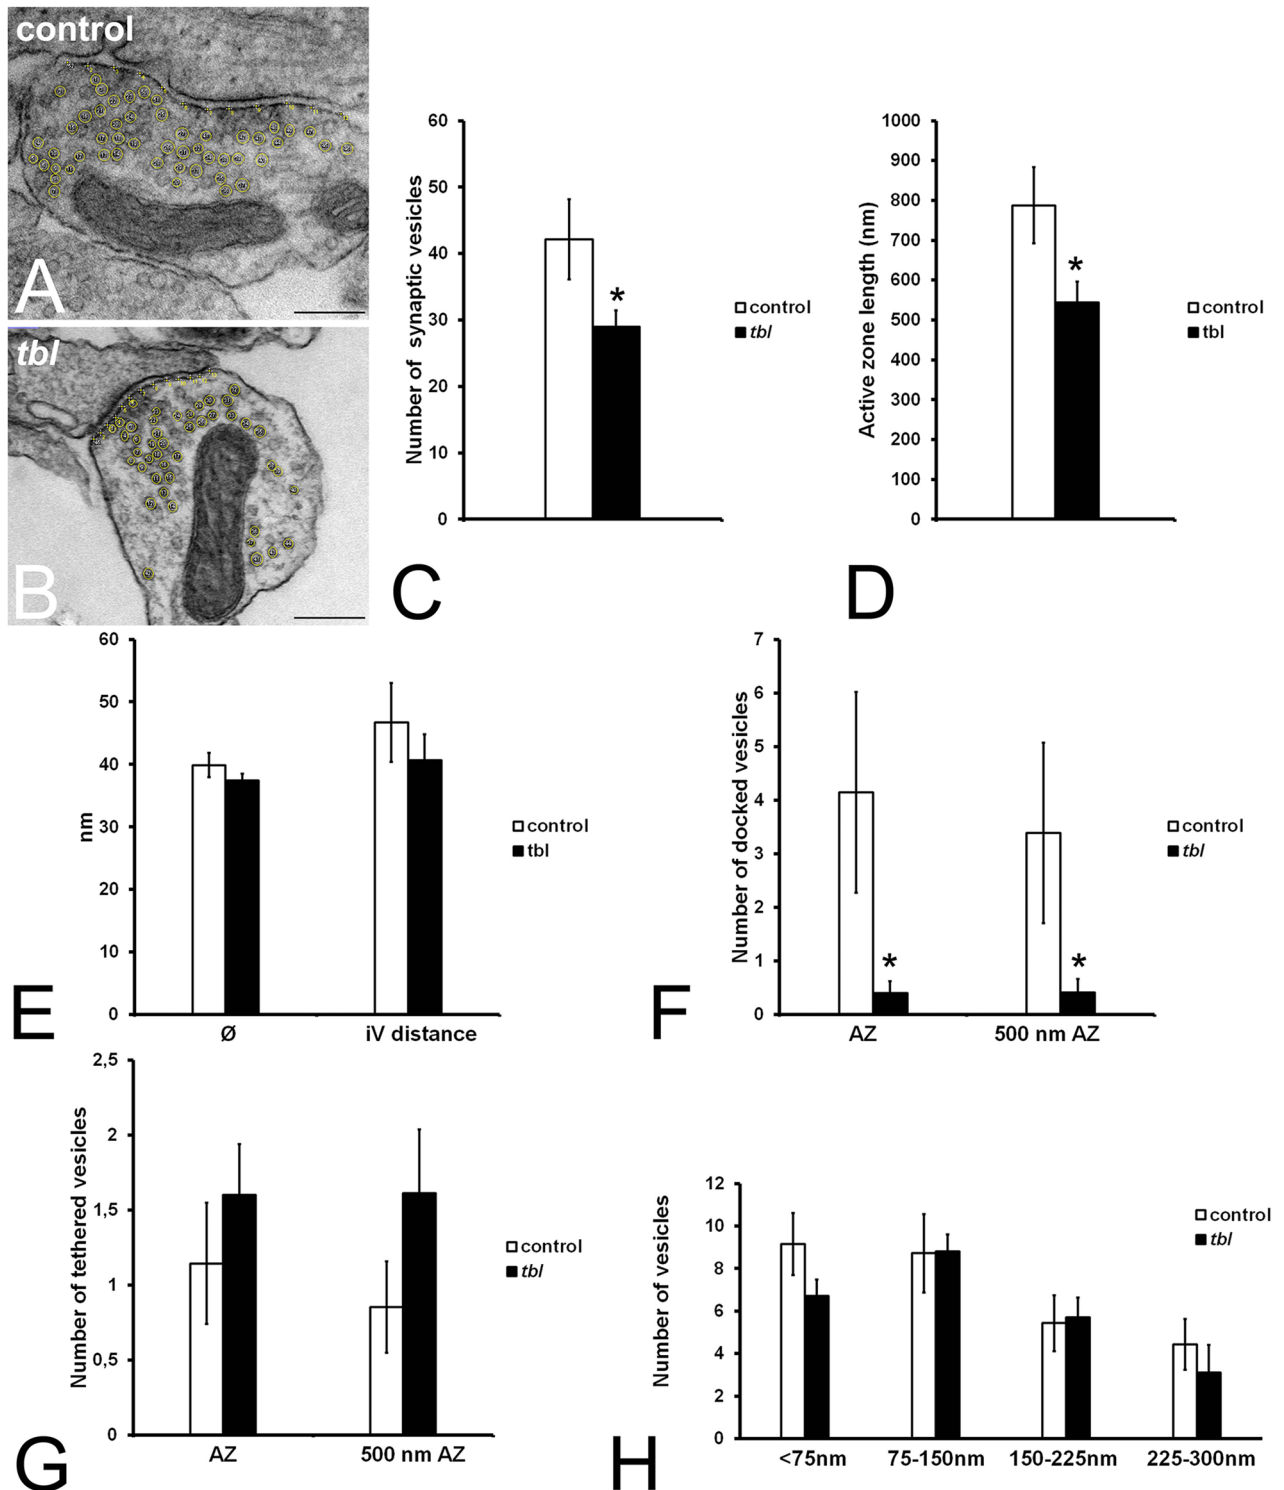 control
A
tbl
B
60
50
40
30
20
10
0
Number of synaptic vesicles
*
control
tbl
C
1000
900
800
700
600
500
400
300
200
100
0
Active zone length (nm)
*
control
tbl
D
60
50
40
30
20
10
0
nm
Ø
iV distance
control
tbl
E
7
6
5
4
3
2
1
0
Number of docked vesicles
*
*
AZ
500 nm AZ
control
tbl
F
2,5
2
1,5
1
0,5
0
Number of tethered vesicles
AZ
500 nm AZ
control
tbl
G
12
10
8
6
4
2
0
Number of vesicles
<75nm
75-150nm
150-225nm
225-300nm
control
tbl
H